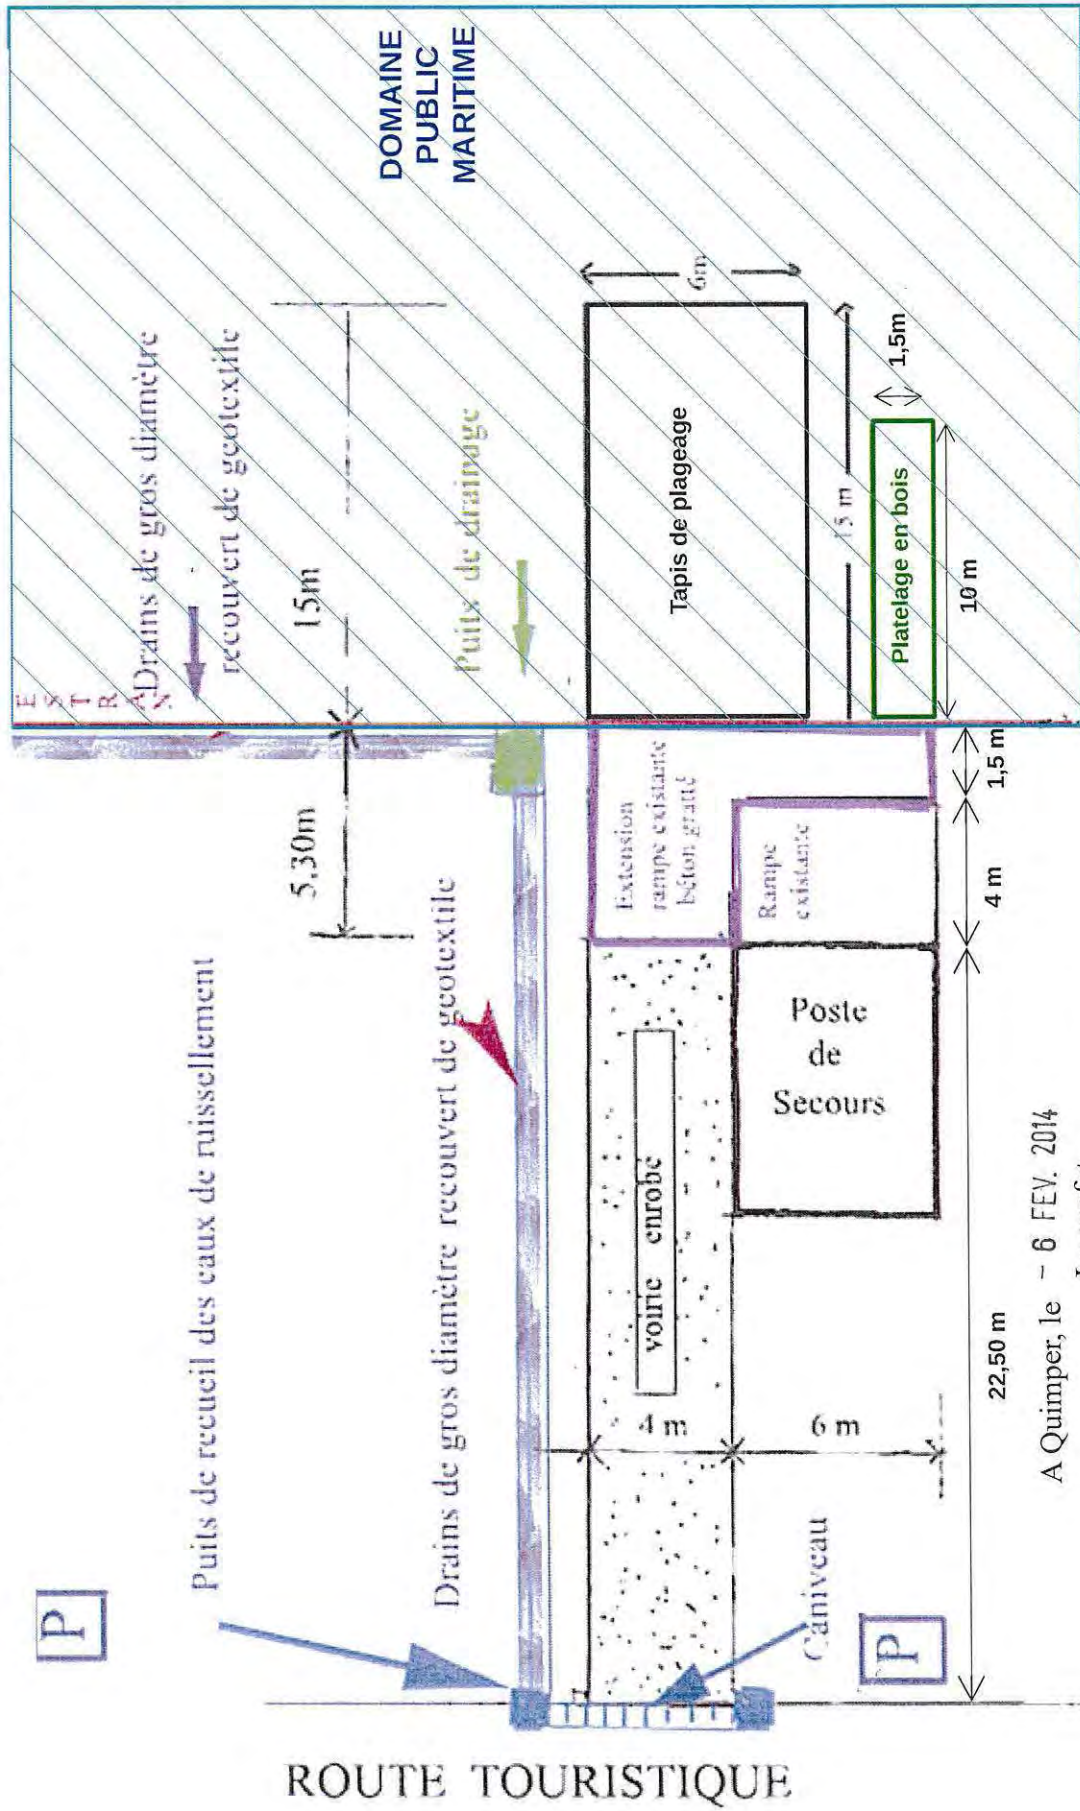 DOMAINE
PUBLIC
MARITIME
E
S
T
R
A
N
Drains de gros diamètre
recouvert de geotextile
15m
5,30m
Puits de drainage
6m
Tapis de plageage
15 m
1,5m
Platelage en bois
10 m
Extension
rampe existante
béton gratté
Rampe
existante
1,5 m
4 m
P
Puits de recueil des eaux de ruissellement
Drains de gros diamètre recouvert de geotextile
voirie enrobé
Poste
de
Secours
4 m
6 m
22,50 m
Caniveau
P
ROUTE TOURISTIQUE
A Quimper, le - 6 FEV. 2014